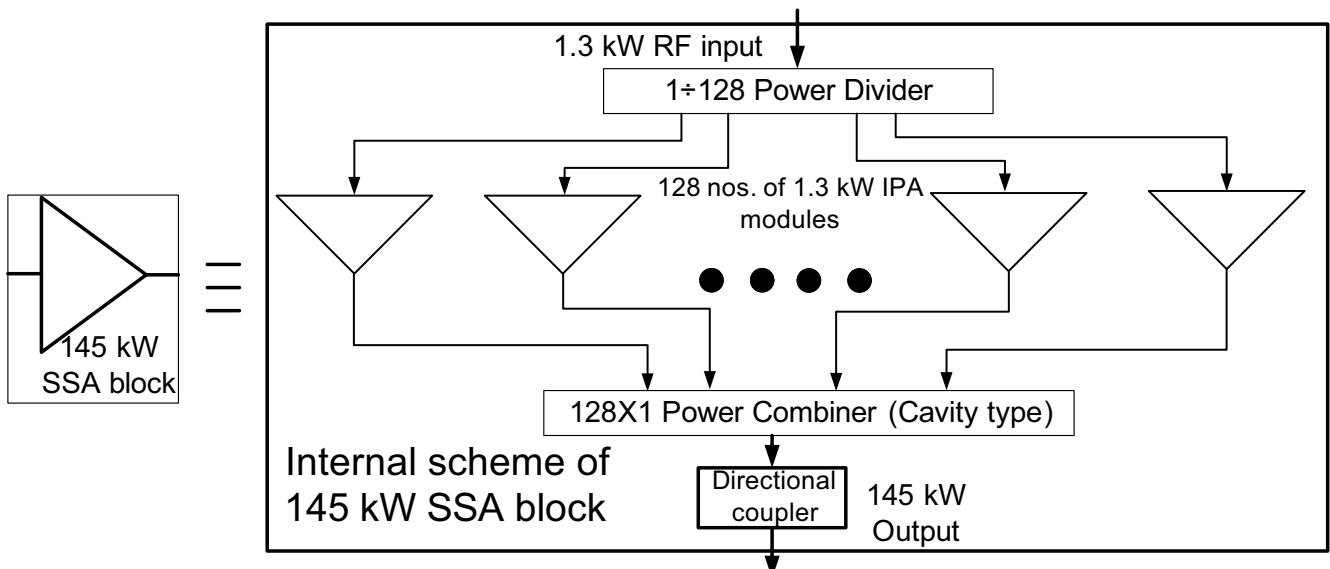 1.3 kW RF input
1÷128 Power Divider
128 nos. of 1.3 kW IPA
modules
145 kW
SSA block
128X1 Power Combiner (Cavity type)
Internal scheme of
145 kW SSA block
Directional
coupler
145 kW
Output